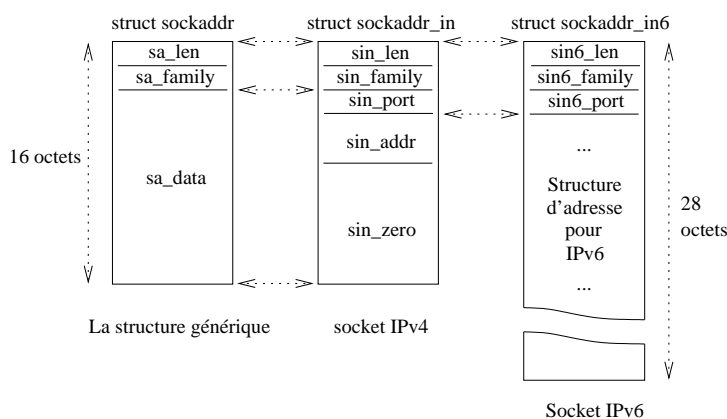 struct sockaddr
struct sockaddr_in
struct sockaddr_in6
sa_len
sa_family
sa_data
16 octets
La structure générique
sin_len
sin_family
sin_port
sin_addr
sin_zero
socket IPv4
sin6_len
sin6_family
sin6_port
...
Structure
d'adresse
pour
IPv6
...
28
octets
Socket IPv6